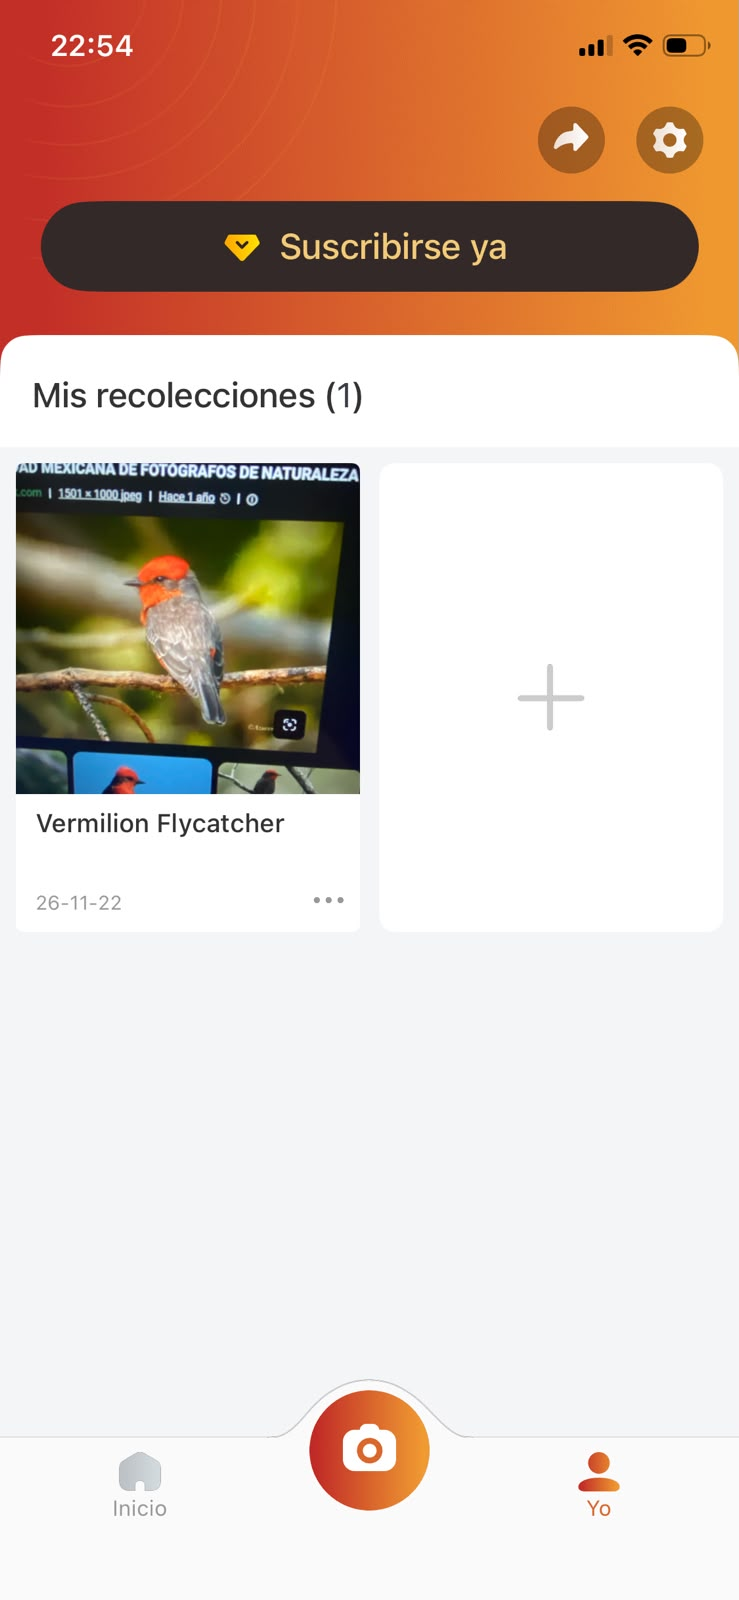 22:54
Suscribirse ya
Mis recolecciones (1)
AD MEXICANA DE FOTÓGRAFOS DE NATURALEZA
.com | 1501 × 1000 jpeg | Hace 1 año
Vermilion Flycatcher
26-11-22
Inicio
Yo